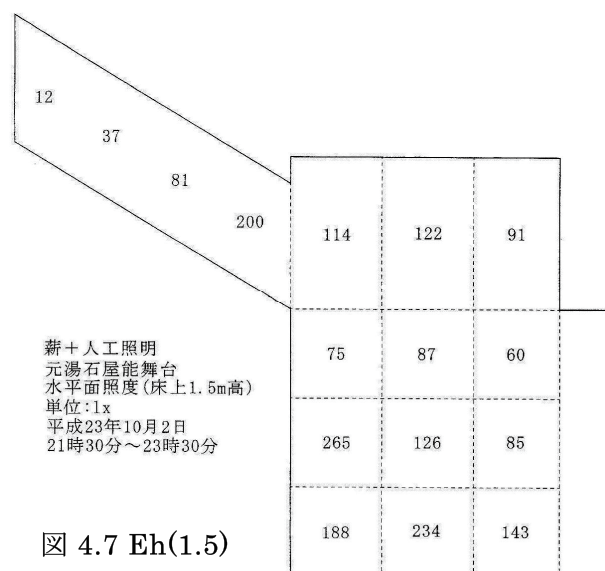 12
37
81
200
114 122 91
75 87 60
265 126 85
188 234 143
薪＋人工照明
元湯石屋能舞台
水平面照度(床上1.5m高)
単位:lx
平成23年10月2日
21時30分～23時30分
図 4.7 Eh(1.5)